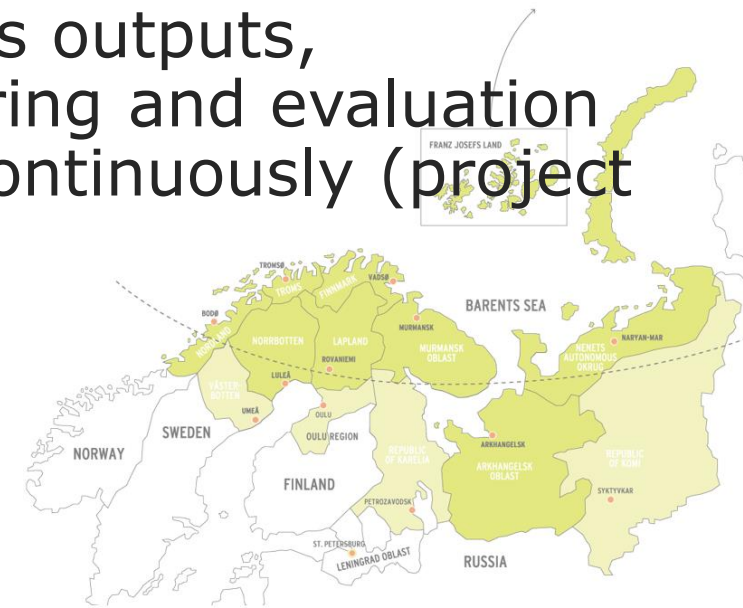 s outputs,
ring and evaluation
ontinuously (project
FRANZ JOSEFS LAND
BARENTS SEA
TROMSØ
VADSØ
TROMS
FINNMARK
BODØ
MURMANSK
NORDLAND
NORRBOTTEN
LAPLAND
MURMANSK
OBLAST
NARYAN-MAR
NENETS
AUTONOMOUS
OKRUG
ROVANIEMI
LULEÅ
VÄSTER-
BOTTEN
UMEÅ
OULU
OULU REGION
SWEDEN
NORWAY
FINLAND
REPUBLIC
OF KARELIA
ARKHANGELSK
ARKHANGELSK
OBLAST
REPUBLIC
OF KOMI
SYKTYVKAR
PETROZAVODSK
ST. PETERSBURG
LENINGRAD OBLAST
RUSSIA